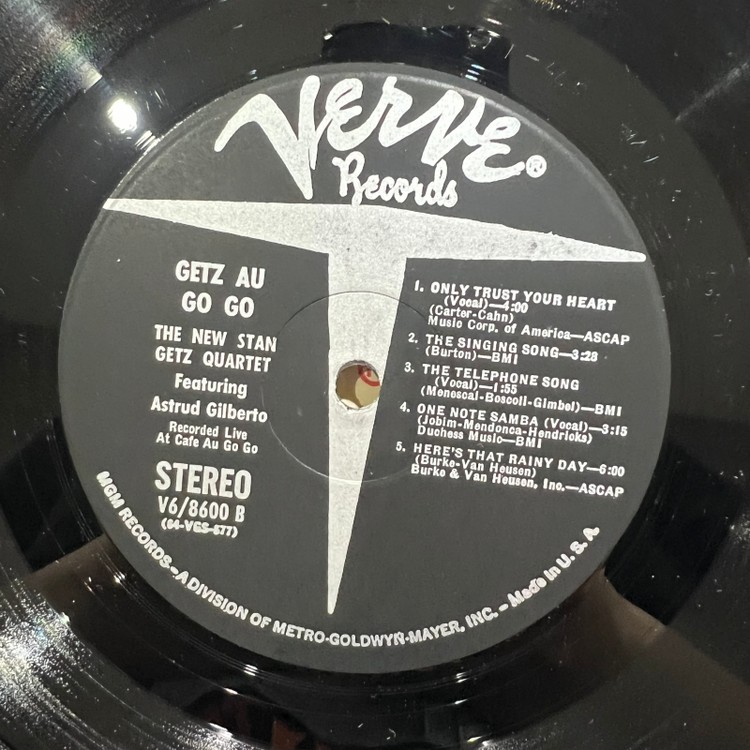 Verve®
Records
GETZ AU
GO GO
THE NEW STAN
GETZ QUARTET
Featuring
Astrud Gilberto
Recorded Live
At Cafe Au Go Go
STEREO
V6/8600 B
(64-VGS-677)
1. ONLY TRUST YOUR HEART
(Vocal)—4:00
(Carter-Cahn)
Music Corp. of America—ASCAP
2. THE SINGING SONG—3:28
(Burton)—BMI
3. THE TELEPHONE SONG
(Vocal)—1:55
(Menescal-Boscoli-Gimbel)—BMI
4. ONE NOTE SAMBA (Vocal)—3:15
(Jobim-Mendonca-Hendricks)
Duchess Music—BMI
5. HERE'S THAT RAINY DAY—6:00
(Burke-Van Heusen)
Burke & Van Heusen, Inc.—ASCAP
MGM RECORDS—A DIVISION OF METRO-GOLDWYN-MAYER, INC. – Made in U.S.A.